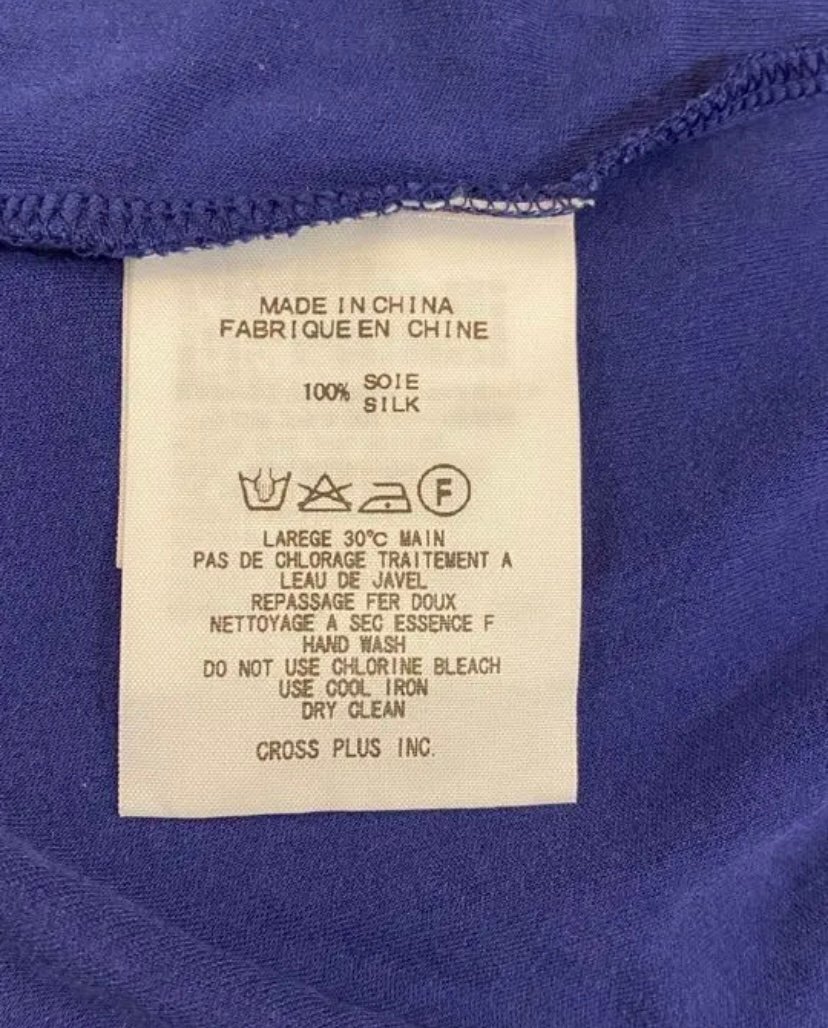 MADE IN CHINA
FABRIQUE EN CHINE
100% SOIE
SILK
F
LAREGE 30°C MAIN
PAS DE CHLORAGE TRAITEMENT A
LEAU DE JAVEL
REPASSAGE FER DOUX
NETTOYAGE A SEC ESSENCE F
HAND WASH
DO NOT USE CHLORINE BLEACH
USE COOL IRON
DRY CLEAN
CROSS PLUS INC.